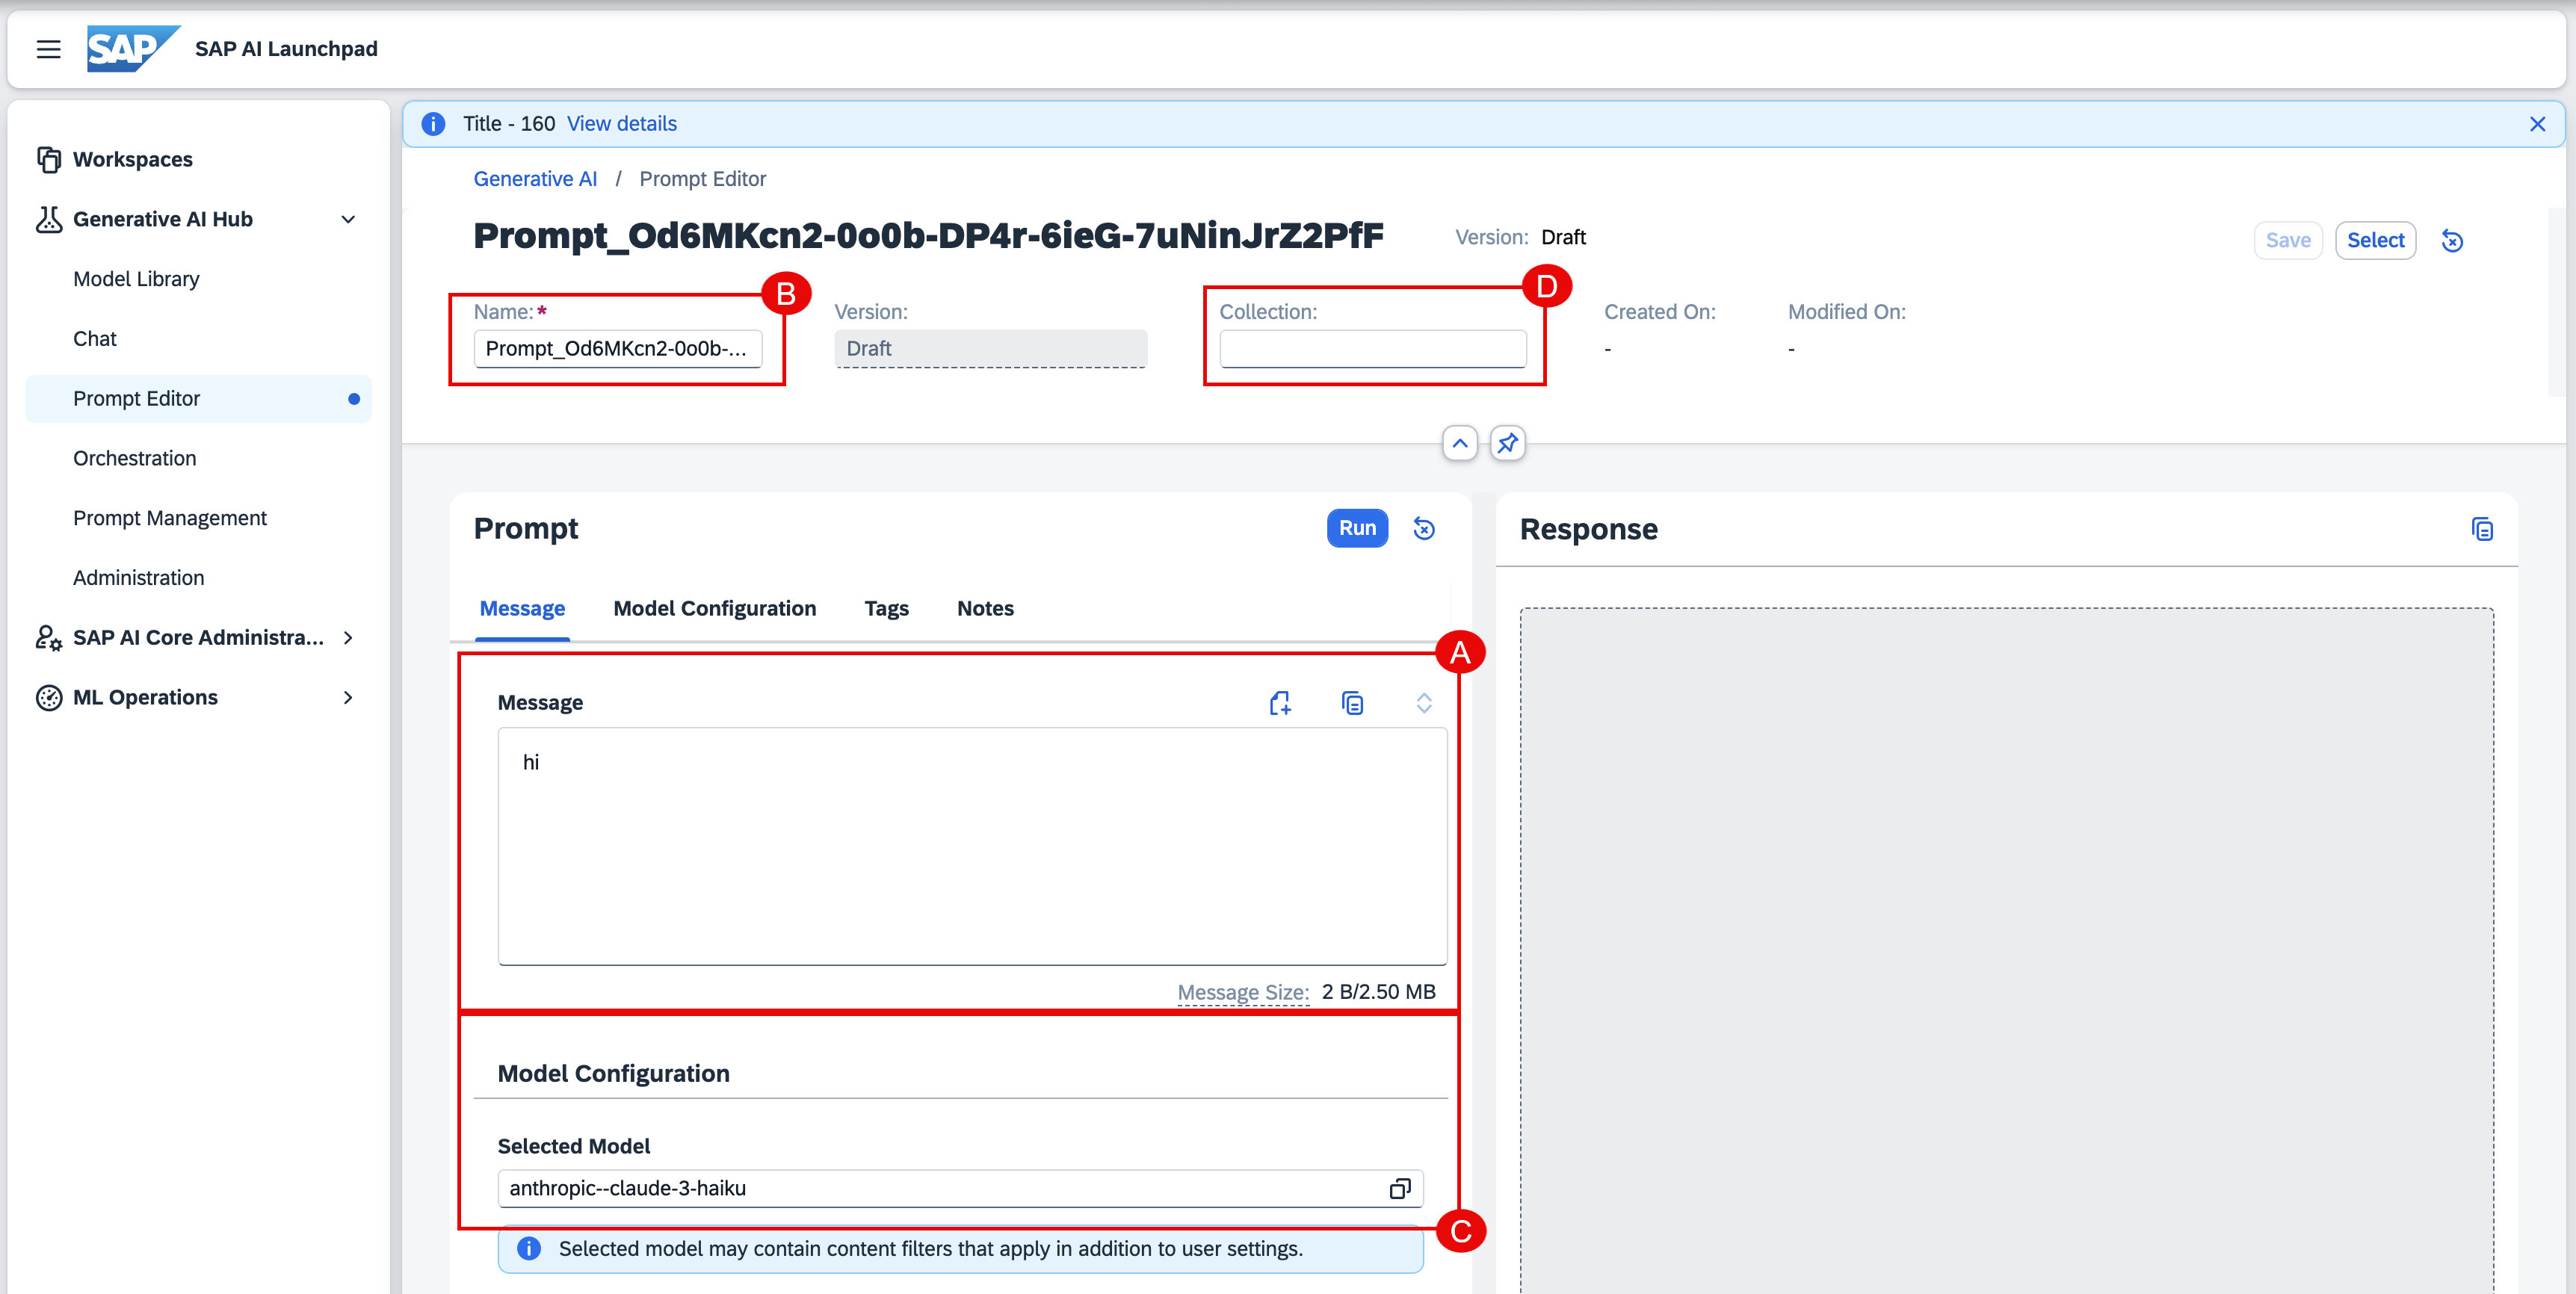 SAP SAP AI Launchpad
Workspaces
Generative AI Hub
Model Library
Chat
Prompt Editor
Orchestration
Prompt Management
Administration
SAP AI Core Administra...
ML Operations
Title - 160 View details
Generative AI / Prompt Editor
Prompt_Od6MKcn2-0o0b-DP4r-6ieG-7uNinJrZ2PfF Version: Draft
Save Select
B
D
Name:* Version: Collection: Created On: Modified On:
Prompt_Od6MKcn2-0o0b-... Draft - -
Prompt Run
Message Model Configuration Tags Notes
A
Message
hi
Message Size: 2 B/2.50 MB
Model Configuration
Selected Model
anthropic--claude-3-haiku
C
Selected model may contain content filters that apply in addition to user settings.
Response